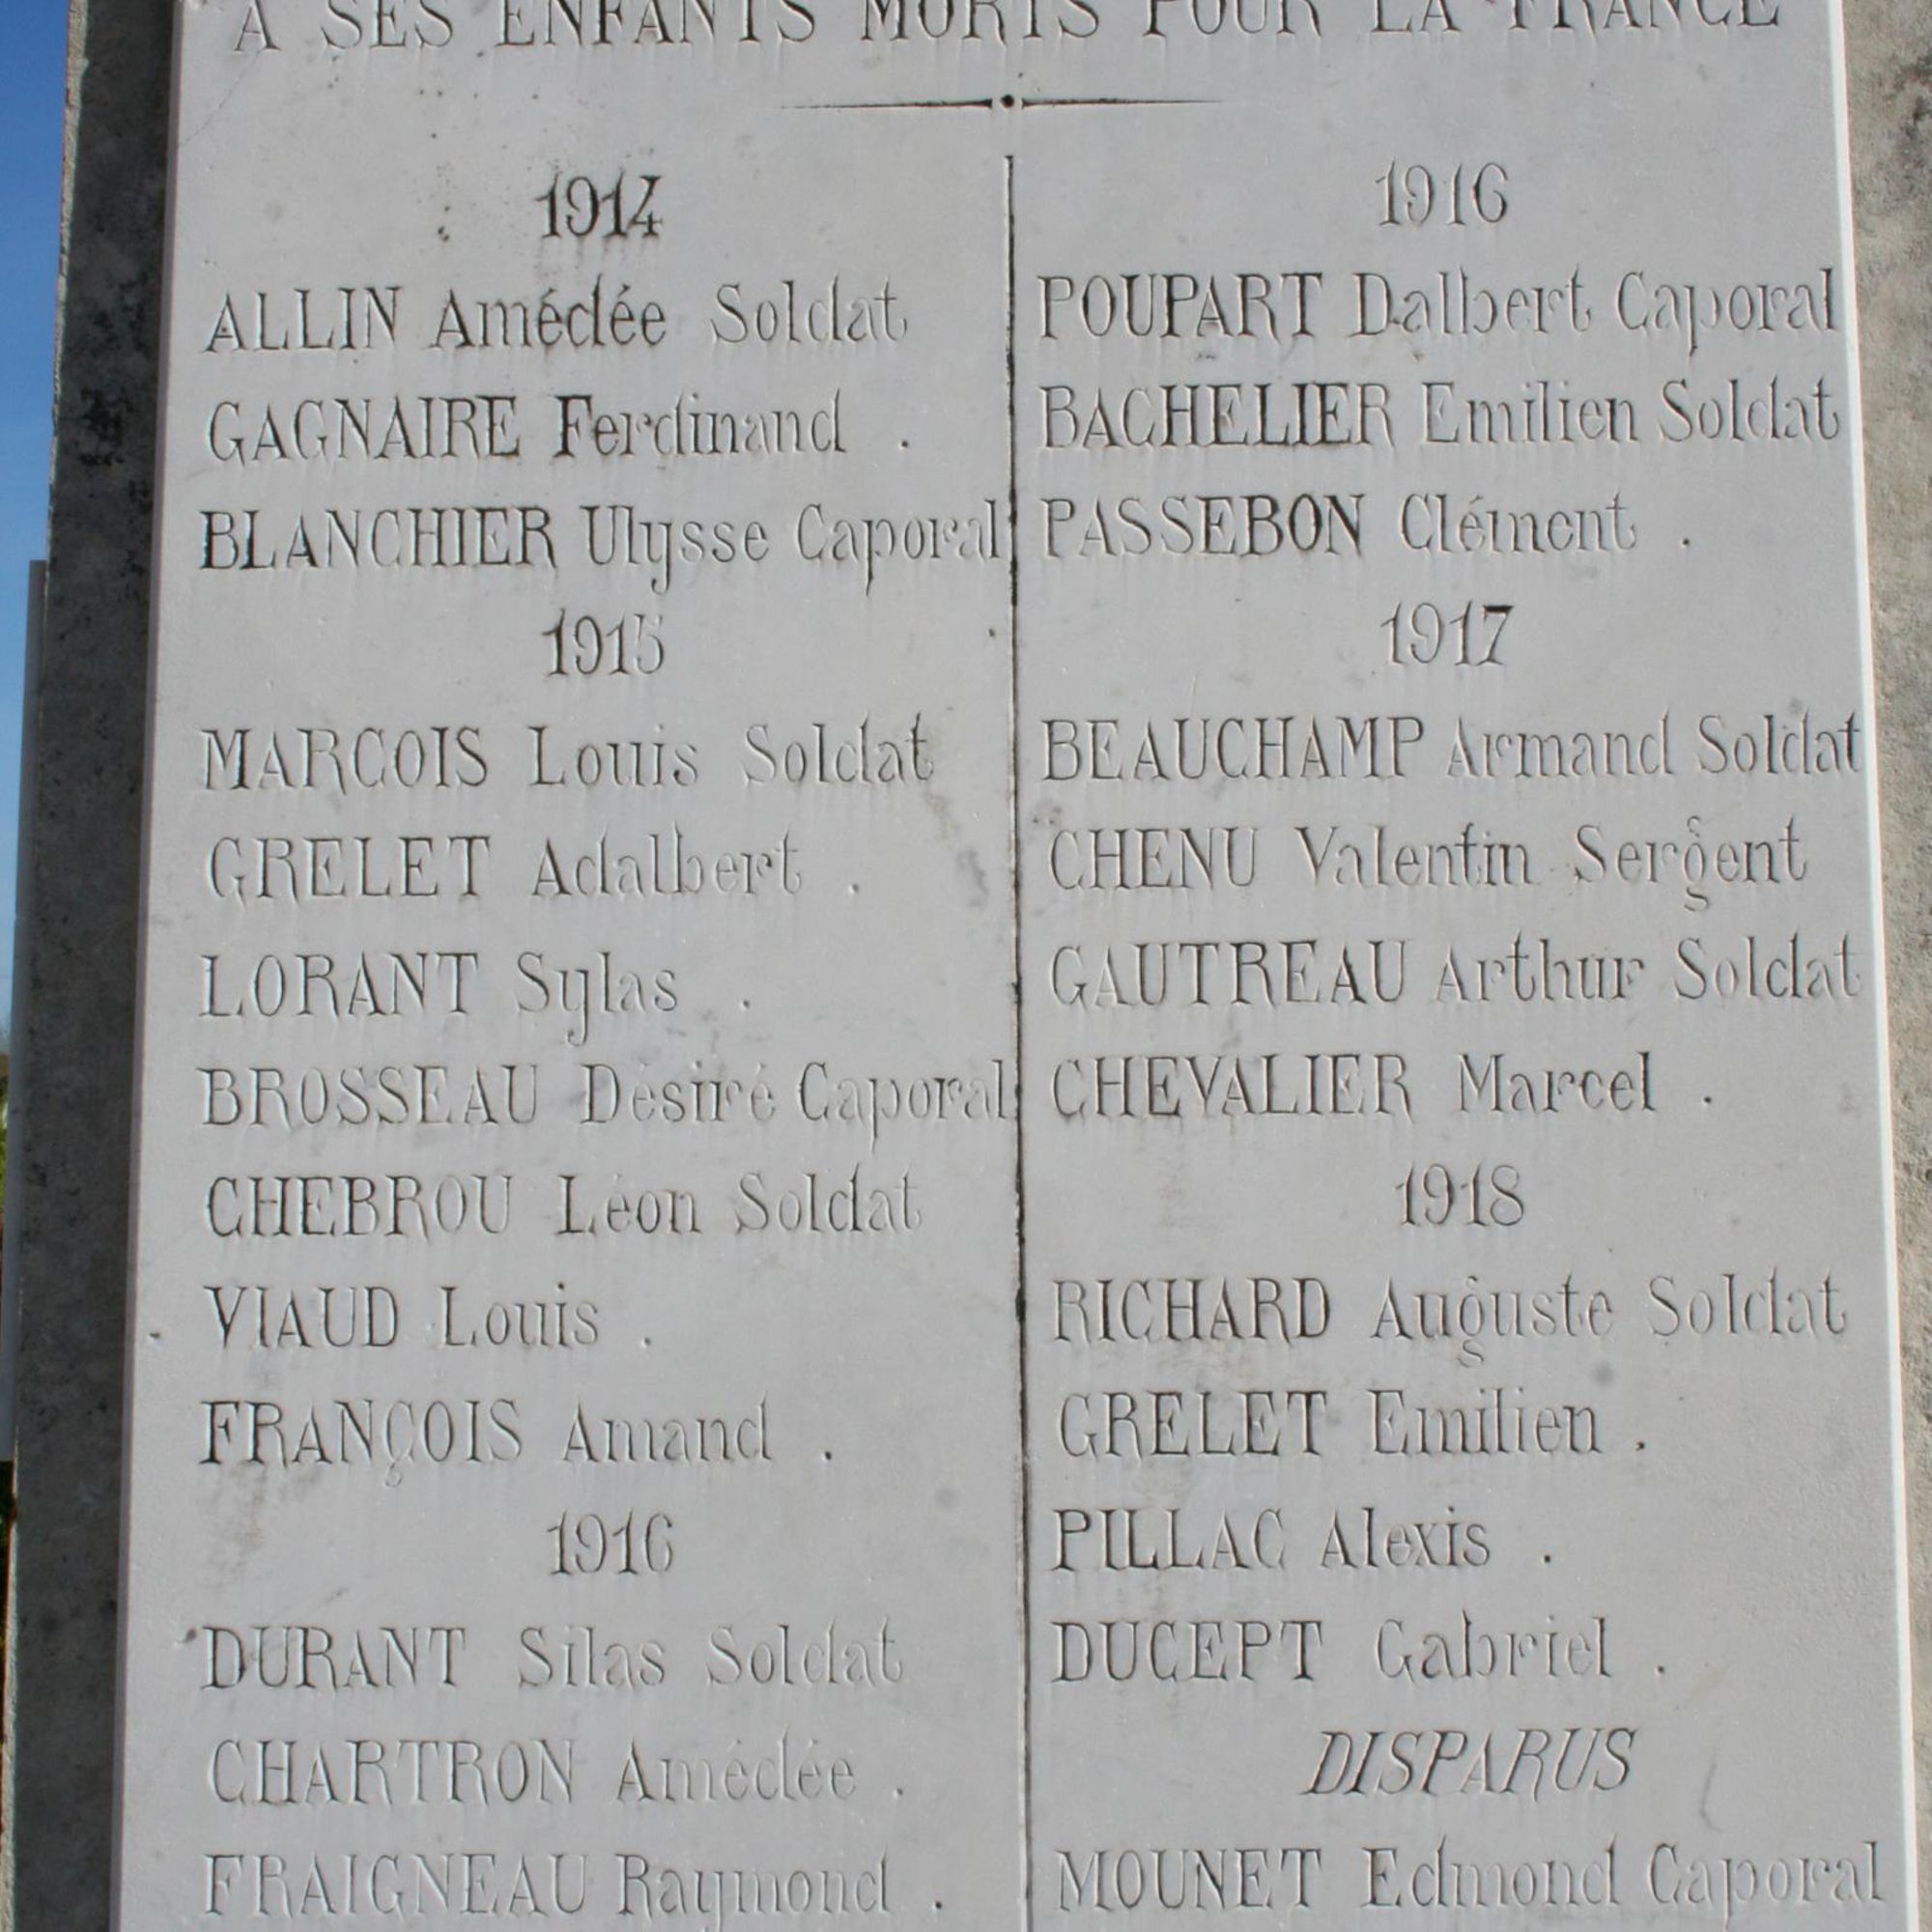 A SES ENFANTS MORTS POUR LA FRANCE
1914
ALLIN Amédée Soldat
GAGNAIRE Ferdinand .
BLANCHIER Ulysse Caporal
1915
MARCOIS Louis Soldat
GRELET Adalbert .
LORANT Sylas .
BROSSEAU Désiré Caporal
CHEBROU Léon Soldat
VIAUD Louis .
FRANÇOIS Amand .
1916
DURANT Silas Soldat
CHARTRON Amédée .
FRAIGNEAU Raymond .
1916
POUPART Dalbert Caporal
BACHELIER Emilien Soldat
PASSEBON Clément .
1917
BEAUCHAMP Armand Soldat
CHENU Valentin Sergent
GAUTREAU Arthur Soldat
CHEVALIER Marcel .
1918
RICHARD Auguste Soldat
GRELET Emilien .
PILLAC Alexis .
DUCEPT Gabriel .
DISPARUS
MOUNET Edmond Caporal